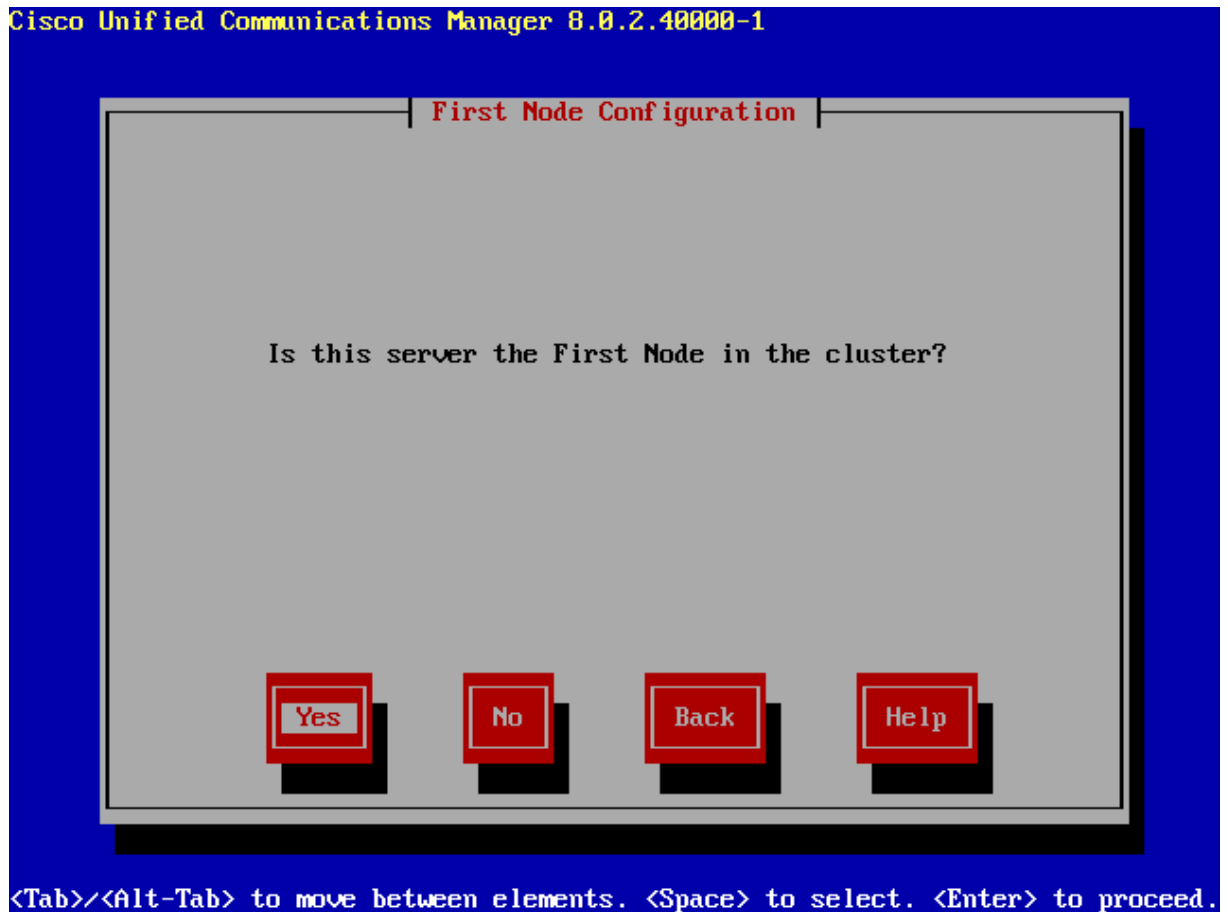 Cisco Unified Communications Manager 8.0.2.40000-1
First Node Configuration
Is this server the First Node in the cluster?
Yes No Back Help
<Tab>/<Alt-Tab> to move between elements. <Space> to select. <Enter> to proceed.